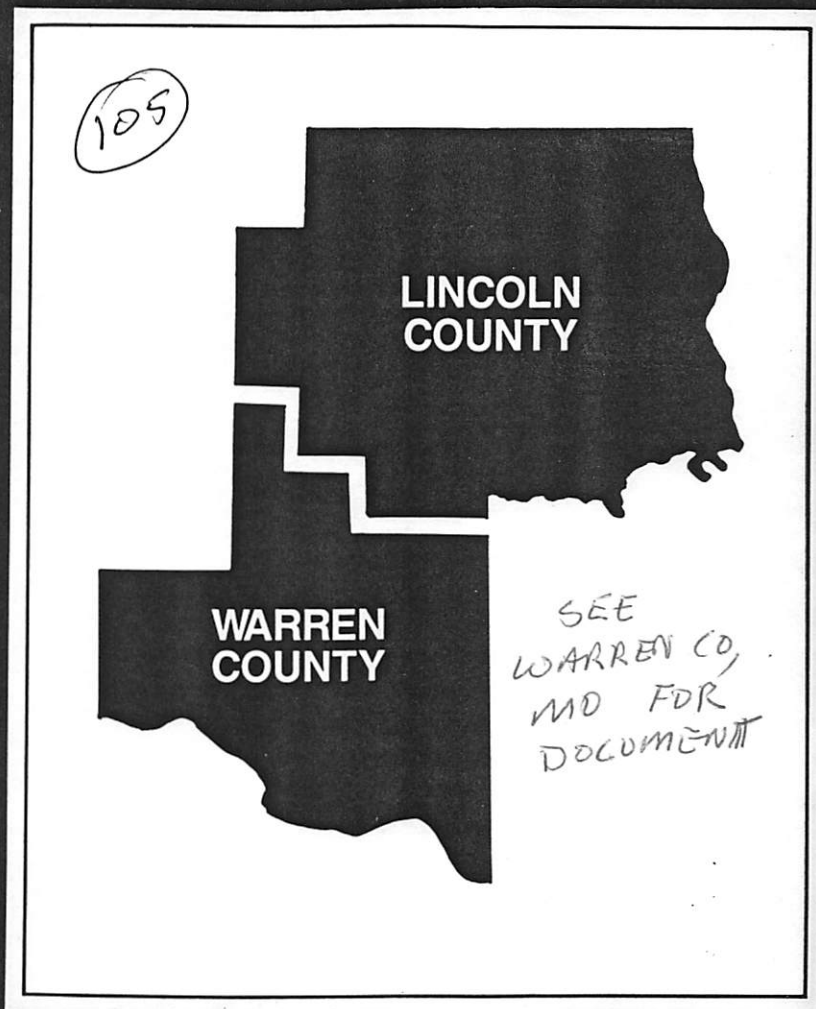 105
LINCOLN
COUNTY
WARREN
COUNTY
SEE
WARREN CO,
MO FOR
DOCUMENT